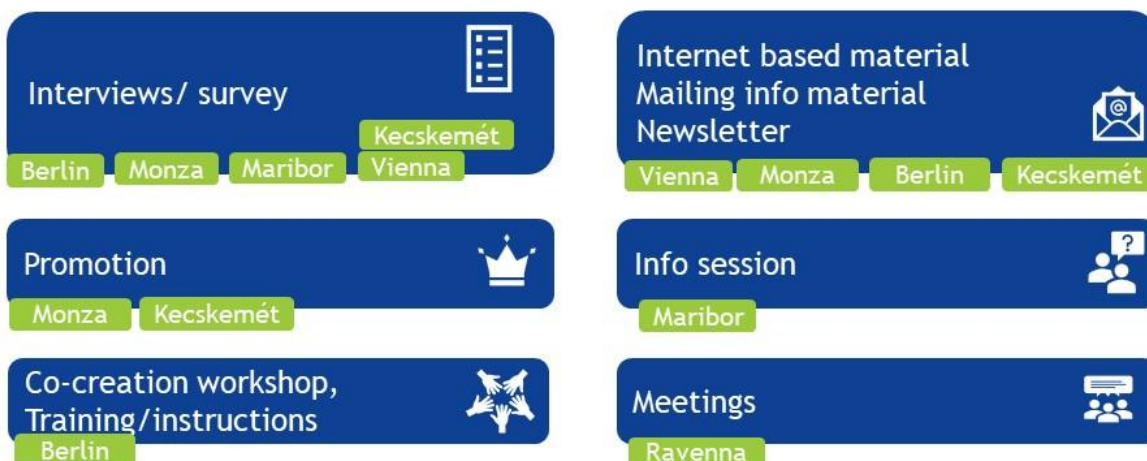 Interviews/ survey
Kecskemét
Berlin Monza Maribor Vienna
Internet based material
Mailing info material
Newsletter
@
Vienna Monza Berlin Kecskemét
Promotion
Monza Kecskemét
Info session
?
Maribor
Co-creation workshop,
Training/instructions
Berlin
Meetings
Ravenna